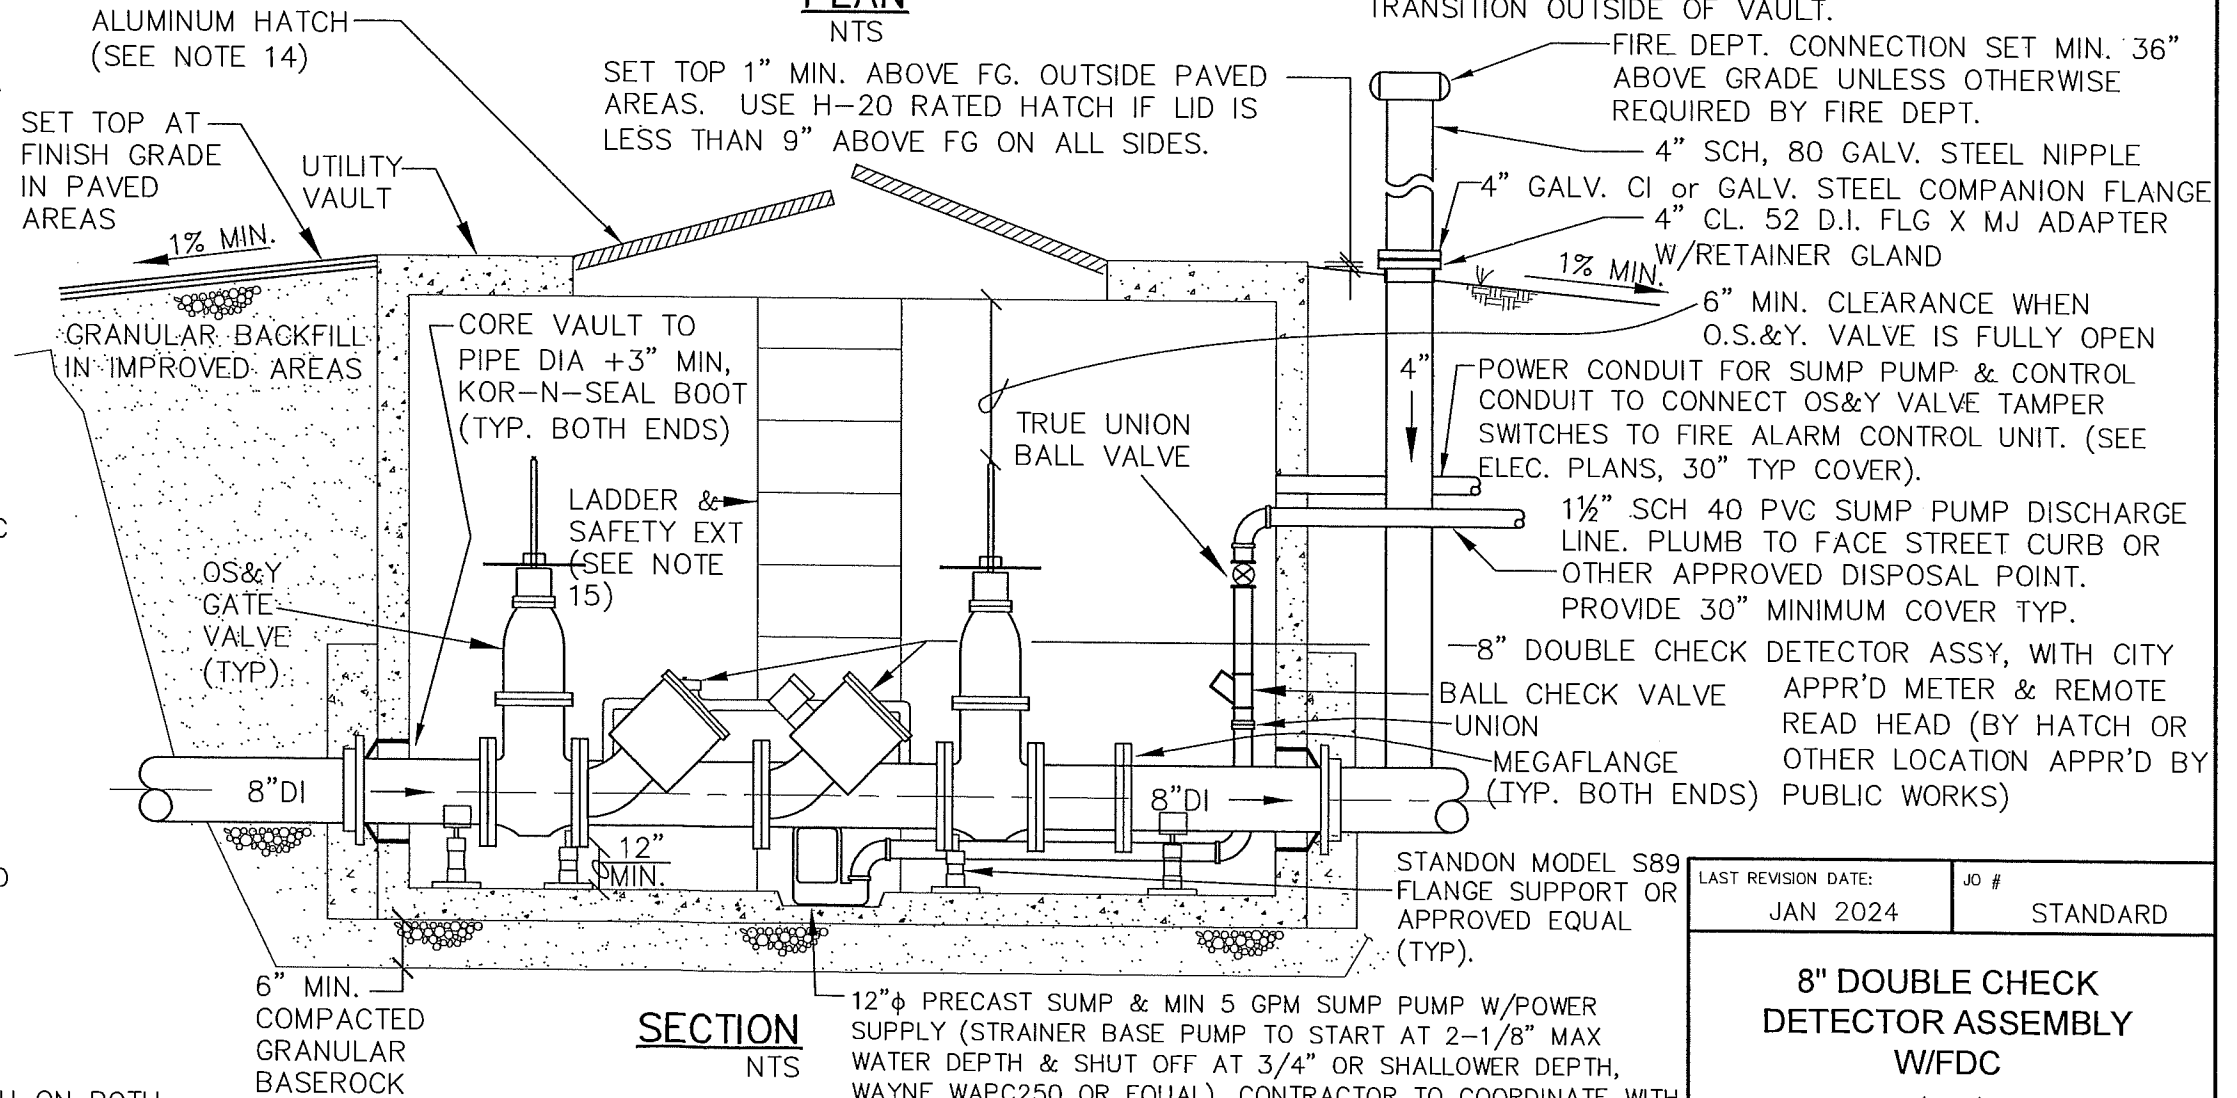 PLAN
NTS
TRANSITION OUTSIDE OF VAULT.
ALUMINUM HATCH
(SEE NOTE 14)
SET TOP 1” MIN. ABOVE FG. OUTSIDE PAVED
AREAS. USE H-20 RATED HATCH IF LID IS
LESS THAN 9” ABOVE FG ON ALL SIDES.
FIRE DEPT. CONNECTION SET MIN. 36”
ABOVE GRADE UNLESS OTHERWISE
REQUIRED BY FIRE DEPT.
SET TOP AT
FINISH GRADE
IN PAVED
AREAS
UTILITY
VAULT
4” SCH, 80 GALV. STEEL NIPPLE
4” GALV. CI or GALV. STEEL COMPANION FLANGE
4” CL. 52 D.I. FLG X MJ ADAPTER
W/RETAINER GLAND
1% MIN.
1% MIN.
6” MIN. CLEARANCE WHEN
O.S.&Y. VALVE IS FULLY OPEN
GRANULAR BACKFILL
IN IMPROVED AREAS
CORE VAULT TO
PIPE DIA +3” MIN,
KOR-N-SEAL BOOT
(TYP. BOTH ENDS)
4”
POWER CONDUIT FOR SUMP PUMP & CONTROL
CONDUIT TO CONNECT OS&Y VALVE TAMPER
SWITCHES TO FIRE ALARM CONTROL UNIT. (SEE
ELEC. PLANS, 30” TYP COVER).
TRUE UNION
BALL VALVE
LADDER &
SAFETY EXT
(SEE NOTE
15)
1½” SCH 40 PVC SUMP PUMP DISCHARGE
LINE. PLUMB TO FACE STREET CURB OR
OTHER APPROVED DISPOSAL POINT.
PROVIDE 30” MINIMUM COVER TYP.
OS&Y
GATE
VALVE
(TYP)
8” DOUBLE CHECK DETECTOR ASSY, WITH CITY
APPR'D METER & REMOTE
READ HEAD (BY HATCH OR
OTHER LOCATION APPR'D BY
PUBLIC WORKS)
BALL CHECK VALVE
UNION
MEGAFLANGE
(TYP. BOTH ENDS)
8”DI
8”DI
12”
MIN.
STANDON MODEL S89
FLANGE SUPPORT OR
APPROVED EQUAL
(TYP).
LAST REVISION DATE:
JAN 2024
JO #
STANDARD
8" DOUBLE CHECK
DETECTOR ASSEMBLY
W/FDC
6” MIN.
COMPACTED
GRANULAR
BASEROCK
SECTION
NTS
12”ϕ PRECAST SUMP & MIN 5 GPM SUMP PUMP W/POWER
SUPPLY (STRAINER BASE PUMP TO START AT 2-1/8” MAX
WATER DEPTH & SHUT OFF AT 3/4” OR SHALLOWER DEPTH,
WAYNE WAPC250 OR EQUAL). CONTRACTOR TO COORDINATE WITH
ON BOTH